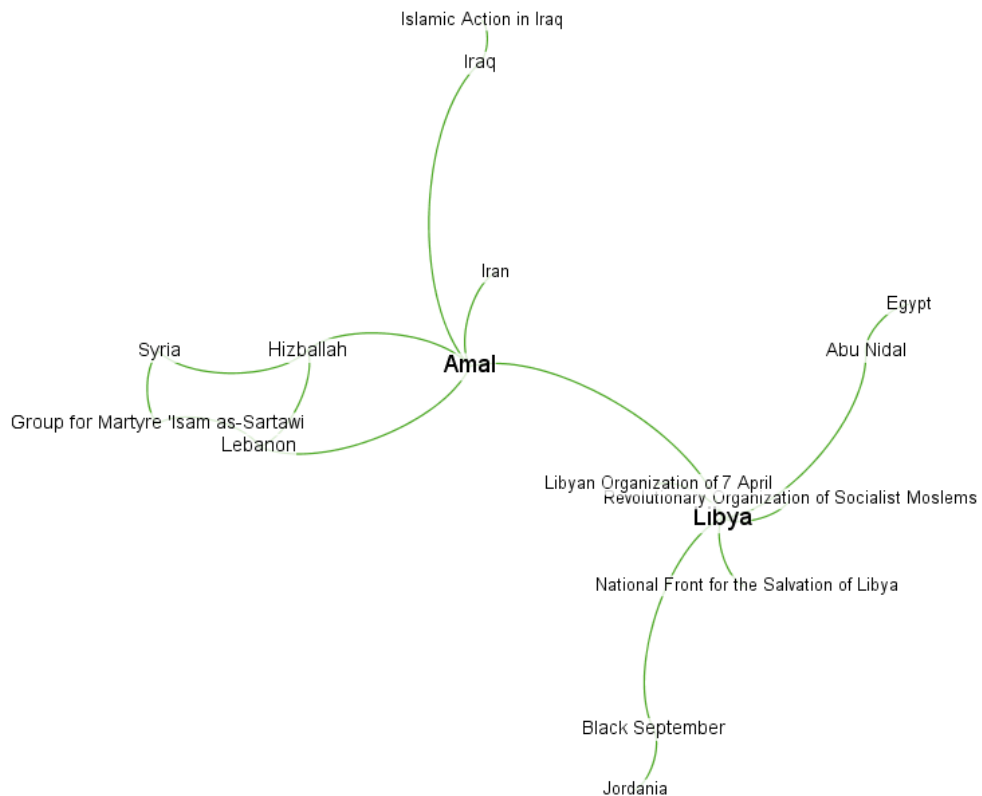 Islamic Action in Iraq
Iraq
Iran
Egypt
Syria
Hizballah
Abu Nidal
Amal
Group for Martyre 'Isam as-Sartawi
Lebanon
Libyan Organization of 7 April
Revolutionary Organization of Socialist Moslems
Libya
National Front for the Salvation of Libya
Black September
Jordania